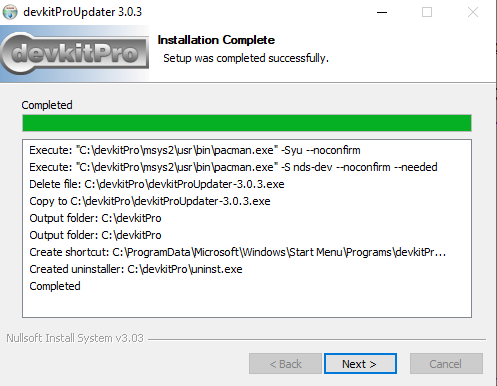 devkitProUpdater 3.0.3
devkitPro
Installation Complete
Setup was completed successfully.
Completed
Execute: "C:\devkitPro\msys2\usr\bin\pacman.exe" -Syu --noconfirm
Execute: "C:\devkitPro\msys2\usr\bin\pacman.exe" -S nds-dev --noconfirm --needed
Delete file: C:\devkitPro\devkitProUpdater-3.0.3.exe
Copy to C:\devkitPro\devkitProUpdater-3.0.3.exe
Output folder: C:\devkitPro
Output folder: C:\devkitPro
Create shortcut: C:\ProgramData\Microsoft\Windows\Start Menu\Programs\devkitPr...
Created uninstaller: C:\devkitPro\uninst.exe
Completed
Nullsoft Install System v3.03
< Back
Next >
Cancel